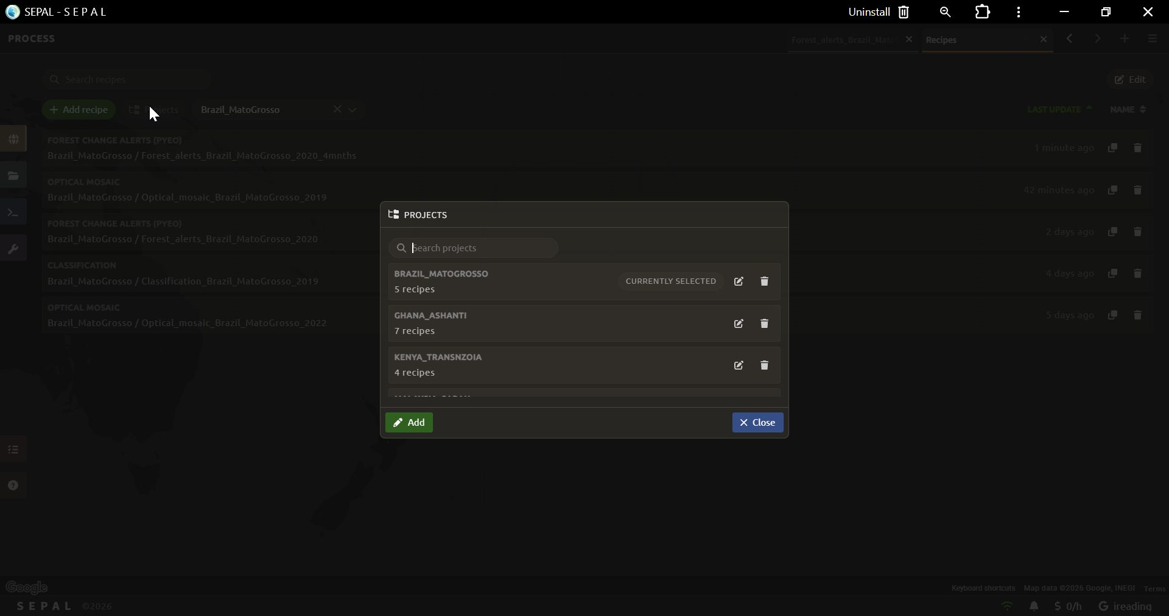 SEPAL - S E P A L
Uninstall
PROCESS
Recipes
Search recipes
Edit
Add recipe
Brazil_MatoGrosso
LAST UPDATE
NAME
FOREST CHANGE ALERTS (PYEO)
Brazil_MatoGrosso / Forest_alerts_Brazil_MatoGrosso_2020_4mnths
1 minute ago
OPTICAL MOSAIC
Brazil_MatoGrosso / Optical_mosaic_Brazil_MatoGrosso_2019
42 minutes ago
FOREST CHANGE ALERTS (PYEO)
Brazil_MatoGrosso / Forest_alerts_Brazil_MatoGrosso_2020
2 days ago
CLASSIFICATION
Brazil_MatoGrosso / Classification_Brazil_MatoGrosso_2019
4 days ago
OPTICAL MOSAIC
Brazil_MatoGrosso / Optical_mosaic_Brazil_MatoGrosso_2022
5 days ago
PROJECTS
Search projects
BRAZIL_MATOGROSSO
5 recipes
CURRENTLY SELECTED
GHANA_ASHANTI
7 recipes
KENYA_TRANSNZOIA
4 recipes
Add
Close
Google
Keyboard shortcuts
Map data ©2026 Google, INEGI
Terms
S E P A L ©2026
$ 0/h
ireading